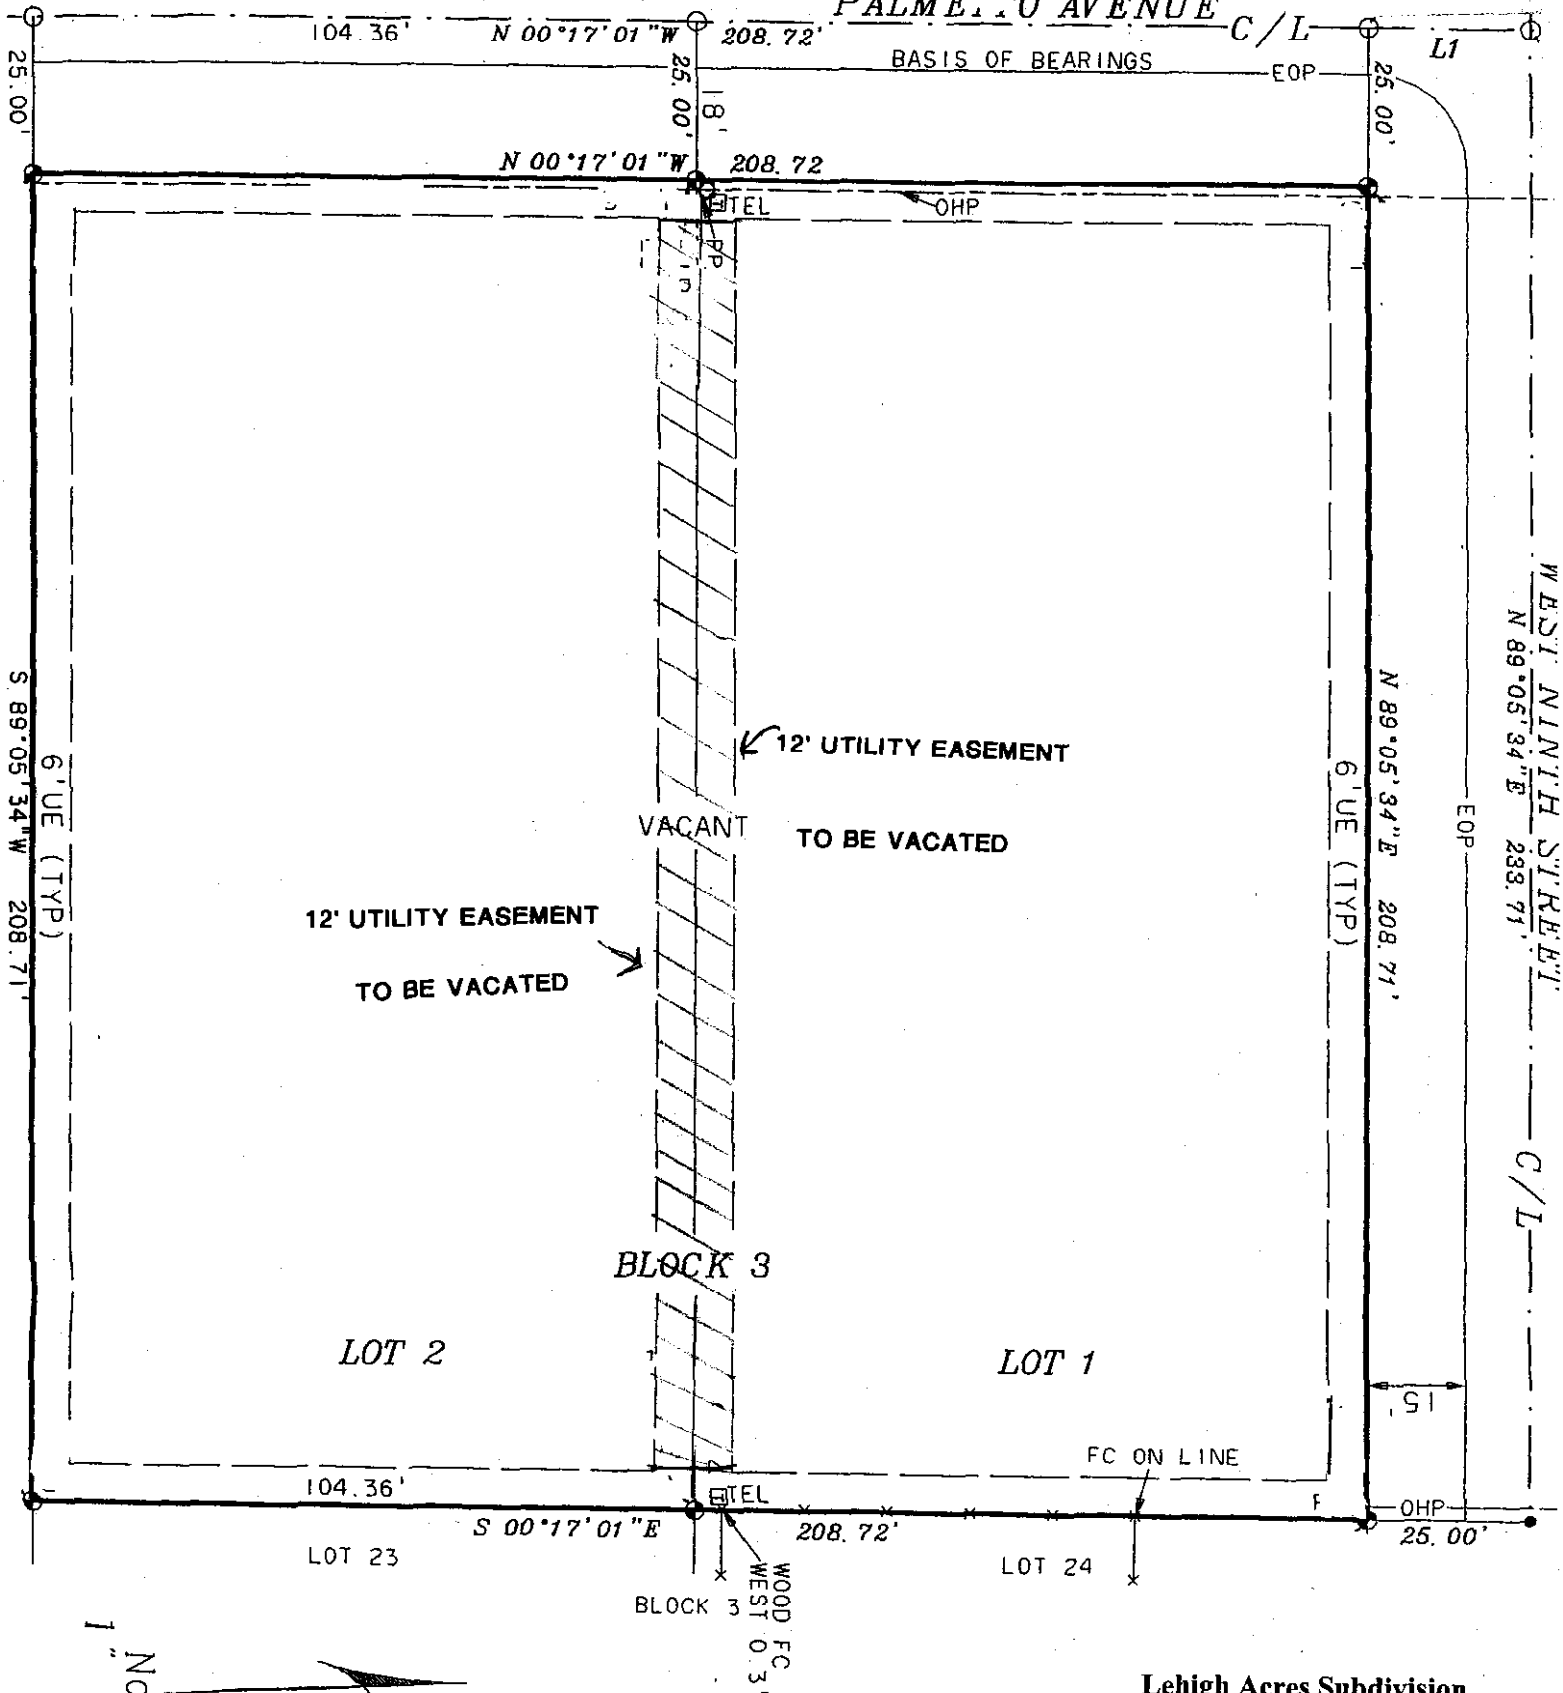 PALMETTO AVENUE
C/L
L1
104.36' N 00°17'01"W 208.72'
BASIS OF BEARINGS
EOP
25.00'
25.00'
18'
25.00'
N 00°17'01"W 208.72
TEL
OHP
PP
WEST NINTH STREET
N 89°05'34"E 233.71'
C/L
N 89°05'34"E 208.71'
6'UE (TYP)
EOP
S 89°05'34"W 208.71'
6'UE (TYP)
12' UTILITY EASEMENT
TO BE VACATED
VACANT
12' UTILITY EASEMENT
TO BE VACATED
BLOCK 3
LOT 2
LOT 1
15'
FC ON LINE
104.36'
TEL
OHP
S 00°17'01"E 208.72'
25.00'
LOT 23
LOT 24
BLOCK 3
WOOD FC
WEST 0.3
1"
Lehigh Acres Subdivision